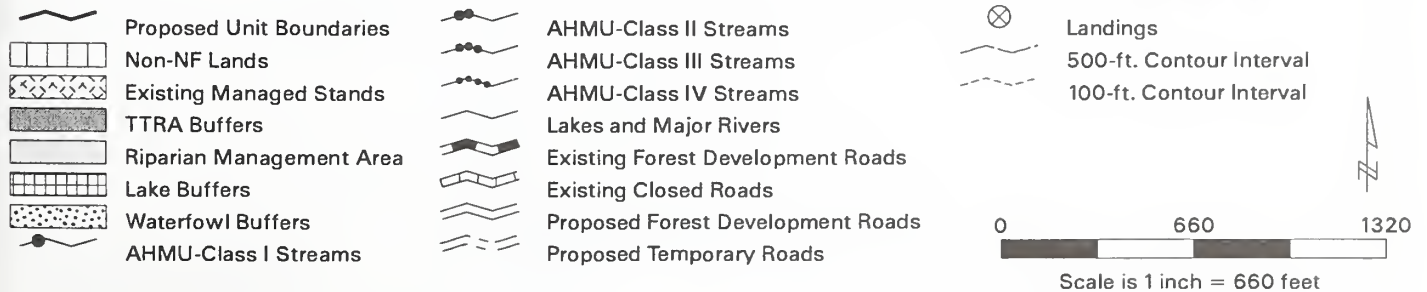 Proposed Unit Boundaries
Non-NF Lands
Existing Managed Stands
TTRA Buffers
Riparian Management Area
Lake Buffers
Waterfowl Buffers
AHMU-Class I Streams
AHMU-Class II Streams
AHMU-Class III Streams
AHMU-Class IV Streams
Lakes and Major Rivers
Existing Forest Development Roads
Existing Closed Roads
Proposed Forest Development Roads
Proposed Temporary Roads
Landings
500-ft. Contour Interval
100-ft. Contour Interval
0 660 1320
Scale is 1 inch = 660 feet